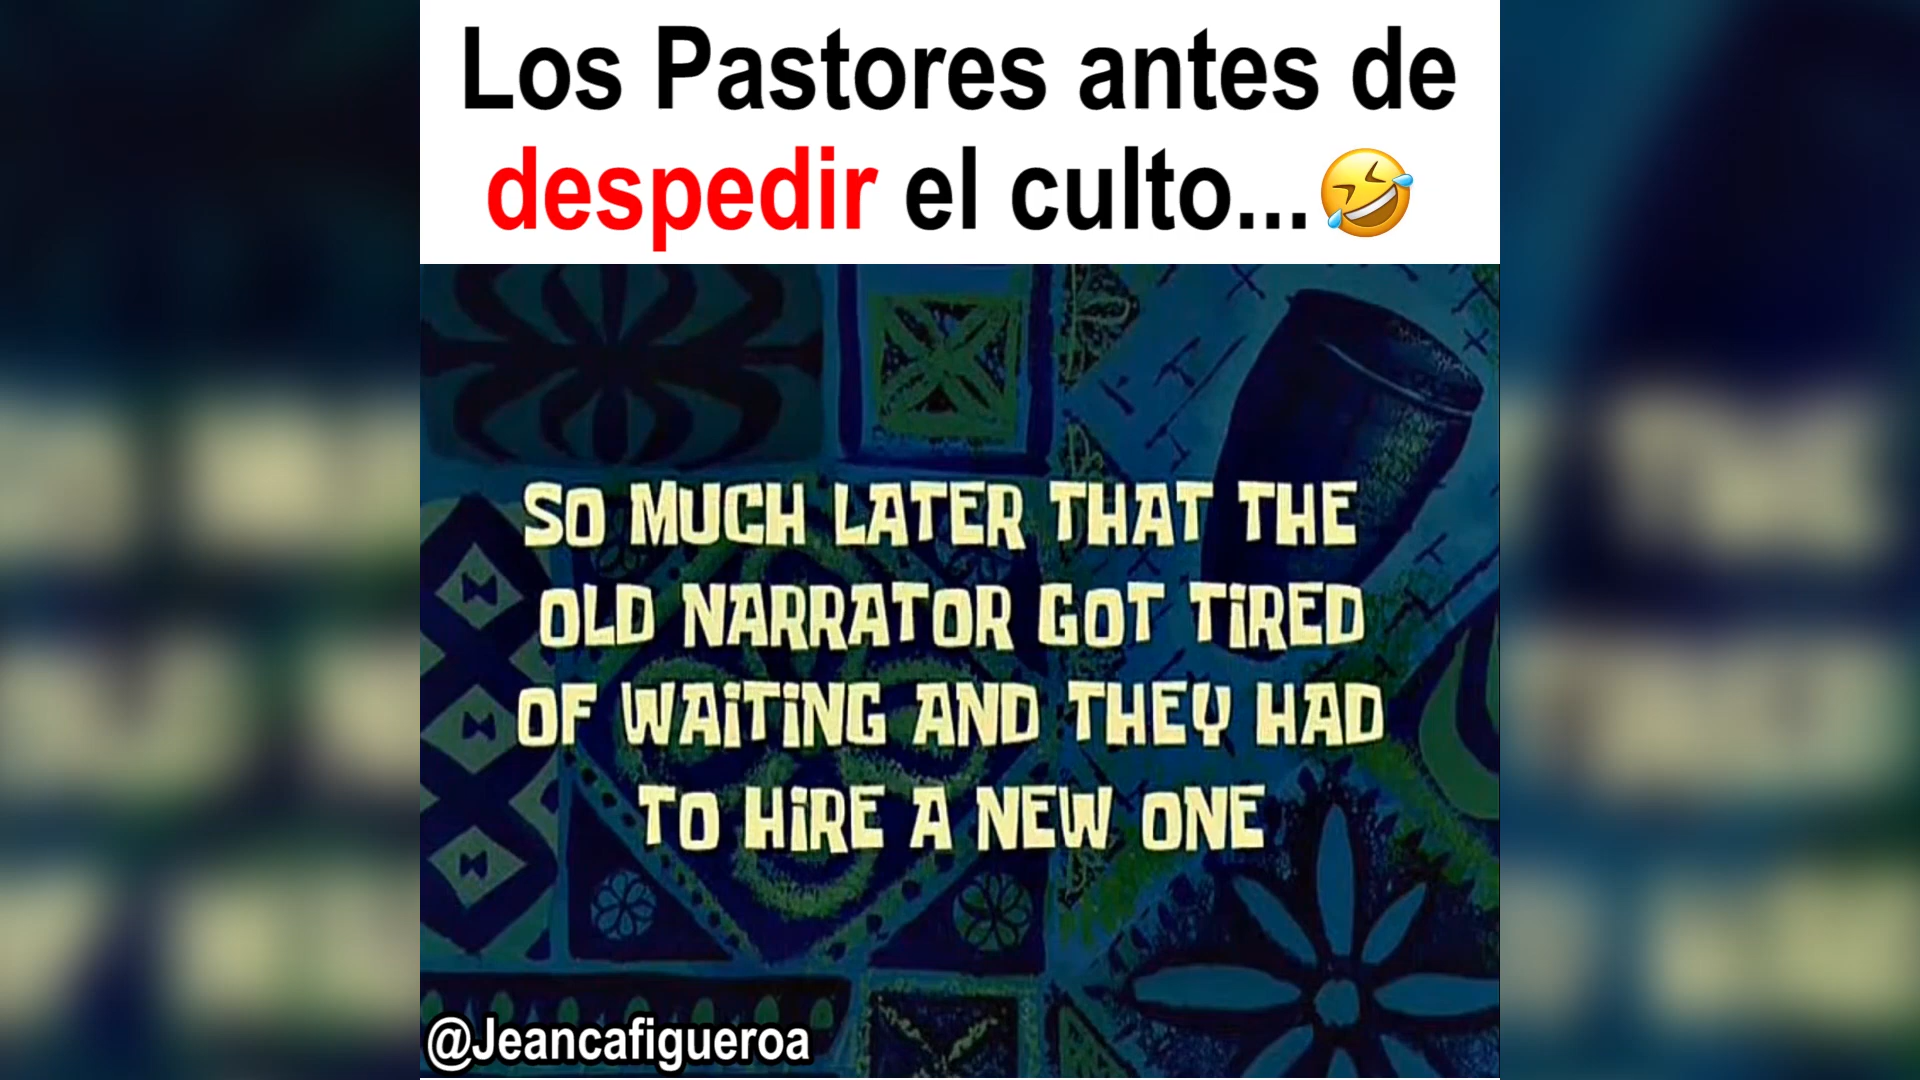 Los Pastores antes de
despedir el culto...🤣
SO MUCH LATER THAT THE
OLD NARRATOR GOT TIRED
OF WAITING AND THEY HAD
TO HIRE A NEW ONE
@Jeancafigueroa